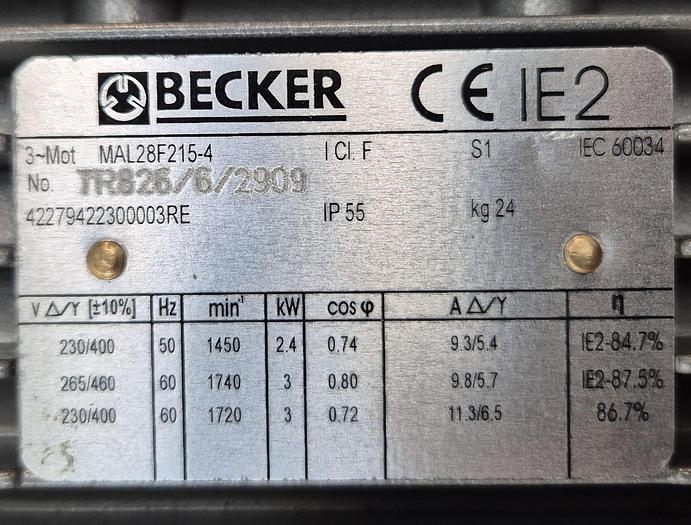 BECKER CE IE2
3~Mot MAL28F215-4 I Cl. F S1 IEC 60034
No. TR826/6/2909
42279422300003RE IP 55 kg 24
V △/Y [±10%] Hz min⁻¹ kW cos φ A △/Y η
230/400 50 1450 2.4 0.74 9.3/5.4 IE2-84.7%
265/460 60 1740 3 0.80 9.8/5.7 IE2-87.5%
230/400 60 1720 3 0.72 11.3/6.5 86.7%